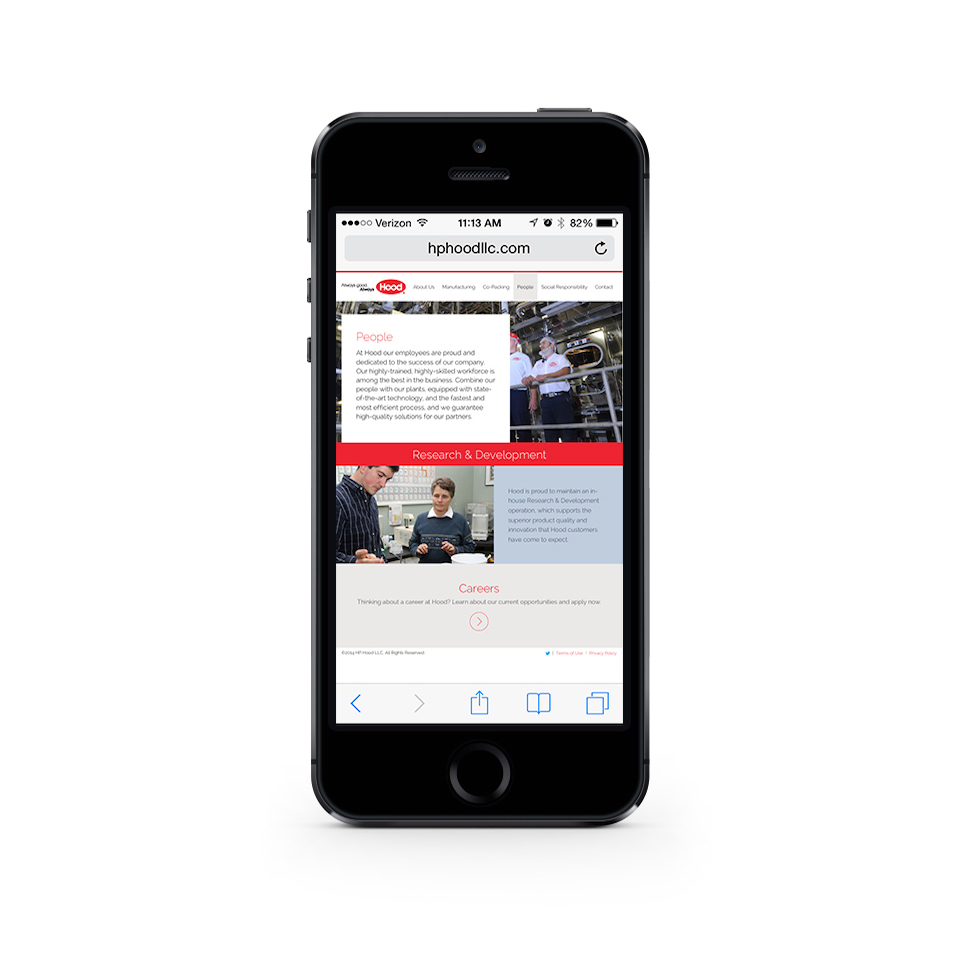 Verizon 11:13 AM 82%
hphoodllc.com
Always good.
Always
Hood
About Us Manufacturing Co-Packing People Social Responsibility Contact
People
At Hood our employees are proud and
dedicated to the success of our company.
Our highly-trained, highly-skilled workforce is
among the best in the business. Combine our
people with our plants, equipped with state-
of-the-art technology, and the fastest and
most efficient process, and we guarantee
high-quality solutions for our partners.
Research & Development
Hood is proud to maintain an in-
house Research & Development
operation, which supports the
superior product quality and
innovation that Hood customers
have come to expect.
Careers
Thinking about a career at Hood? Learn about our current opportunities and apply now.
©2014 HP Hood LLC. All Rights Reserved. | Terms of Use | Privacy Policy